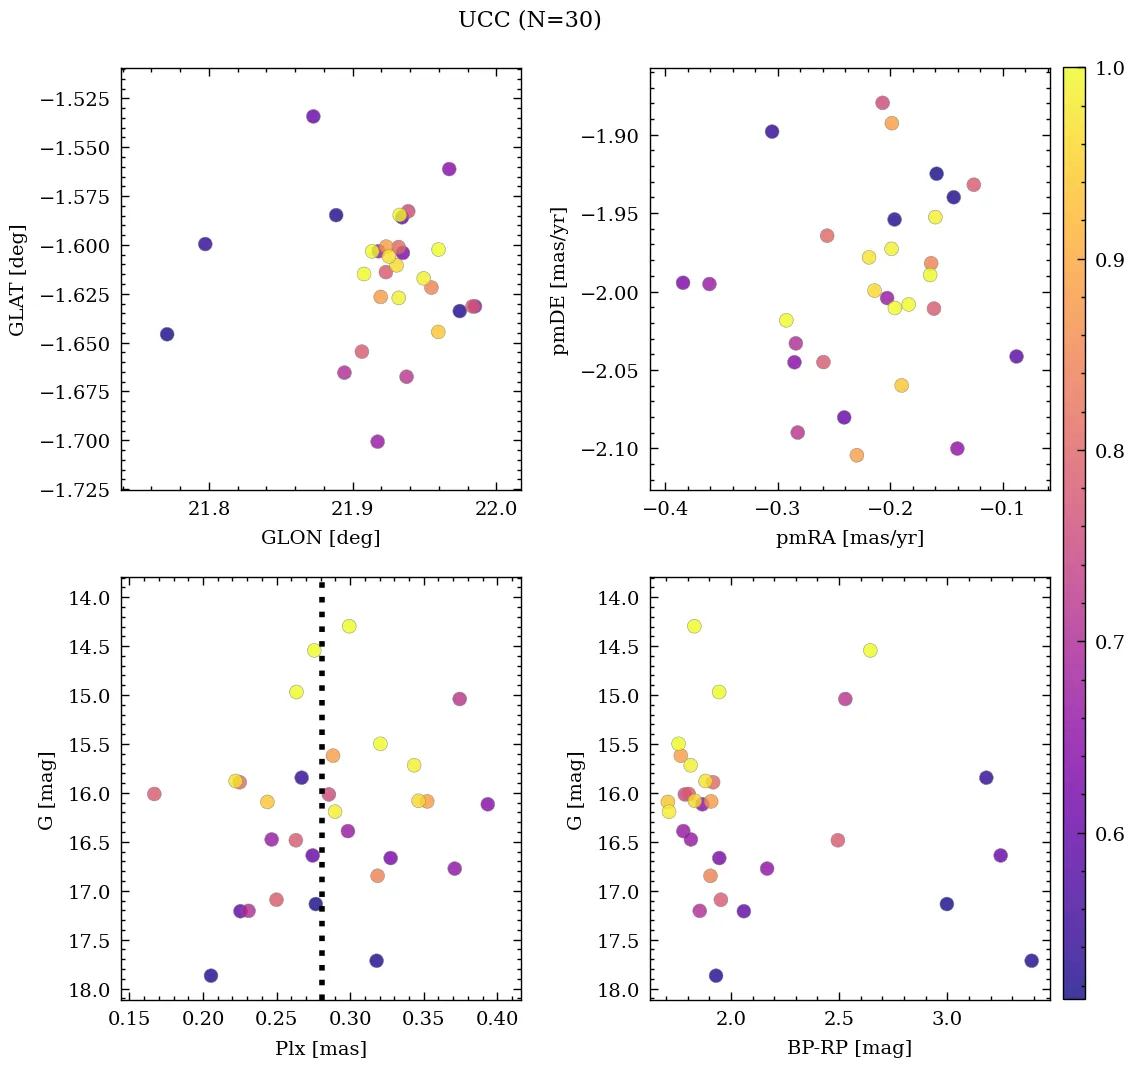 UCC (N=30)
−1.525
−1.550
−1.575
−1.600
−1.625
−1.650
−1.675
−1.700
−1.725
GLAT [deg]
21.8 21.9 22.0
GLON [deg]
−1.90
−1.95
−2.00
−2.05
−2.10
pmDE [mas/yr]
−0.4 −0.3 −0.2 −0.1
pmRA [mas/yr]
14.0
14.5
15.0
15.5
16.0
16.5
17.0
17.5
18.0
G [mag]
0.15 0.20 0.25 0.30 0.35 0.40
Plx [mas]
14.0
14.5
15.0
15.5
16.0
16.5
17.0
17.5
18.0
G [mag]
2.0 2.5 3.0
BP-RP [mag]
1.0
0.9
0.8
0.7
0.6